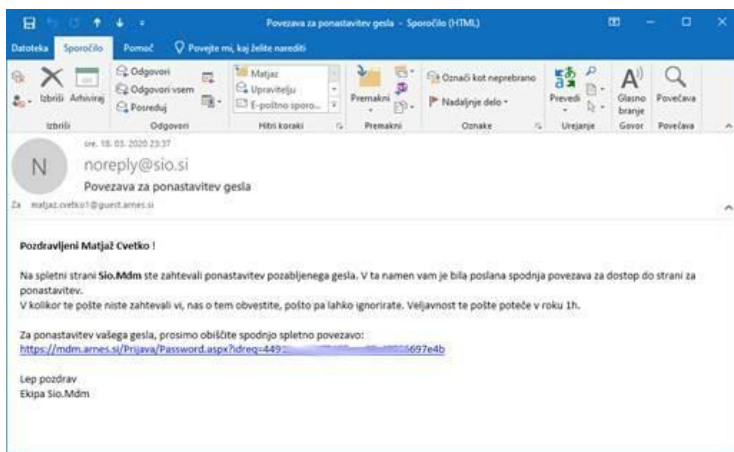 Povezava za ponastavitev gesla - Sporočilo (HTML)
Datoteka Sporočilo Pomoč Povejte mi, kaj želite narediti
Izbriši Arhiviraj
Izbriši
Odgovori
Odgovori vsem
Posreduj
Odgovori
Matjaz
Upravitelju
E-poštno sporo...
Hitri koraki
Premakni
Premakni
Označi kot neprebrano
Nadaljnje delo
Oznake
Prevedi
Urejanje
Glasno branje
Govor
Povečava
Povečava
sre. 18. 03. 2020 23:37
N
noreply@sio.si
Povezava za ponastavitev gesla
Za matjaz.cvetko1@guest.arnes.si
Pozdravljeni Matjaž Cvetko !
Na spletni strani Sio.Mdm ste zahtevali ponastavitev pozabljenega gesla. V ta namen vam je bila poslana spodnja povezava za dostop do strani za
ponastavitev.
V kolikor te pošte niste zahtevali vi, nas o tem obvestite, pošto pa lahko ignorirate. Veljavnost te pošte poteče v roku 1h.
Za ponastavitev vašega gesla, prosimo obiščite spodnjo spletno povezavo:
https://mdm.arnes.si/Prijava/Password.aspx?idreq=449 697e4b
Lep pozdrav
Ekipa Sio.Mdm